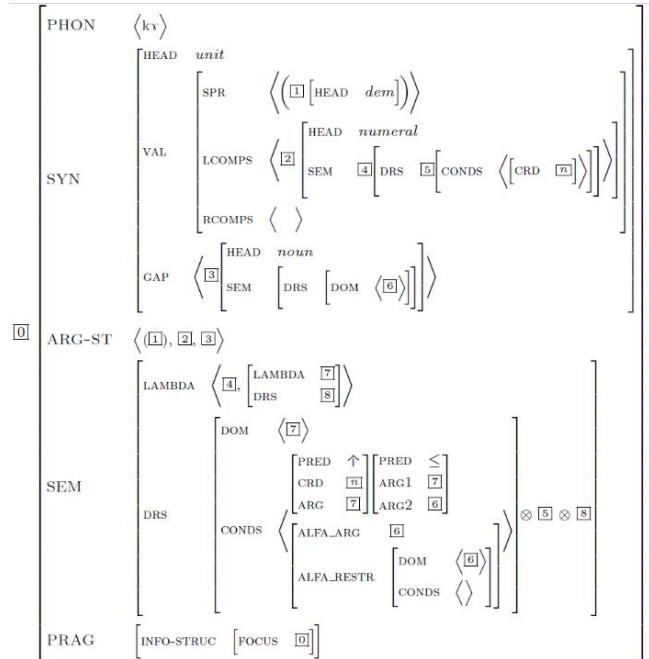 PHON ⟨kɤ⟩
HEAD unit
SPR ⟨([1][HEAD dem])⟩
HEAD numeral
VAL LCOMPS ⟨[2]
SEM [4][DRS [5][CONDS ⟨[CRD [n]]⟩]]⟩
SYN
RCOMPS ⟨ ⟩
HEAD noun
GAP ⟨[3]
SEM [DRS [DOM ⟨[6]⟩]]⟩
[0] ARG-ST ⟨([1]), [2], [3]⟩
LAMBDA ⟨[4], [LAMBDA [7]
DRS [8]]⟩
DOM ⟨[7]⟩
PRED ↑ PRED ≤
CRD [n] ARG1 [7]
SEM ARG [7] ARG2 [6]
DRS ⊗ [5] ⊗ [8]
CONDS ALFA_ARG [6]
DOM ⟨[6]⟩
ALFA_RESTR
CONDS ⟨⟩
PRAG [INFO-STRUC [FOCUS [0]]]